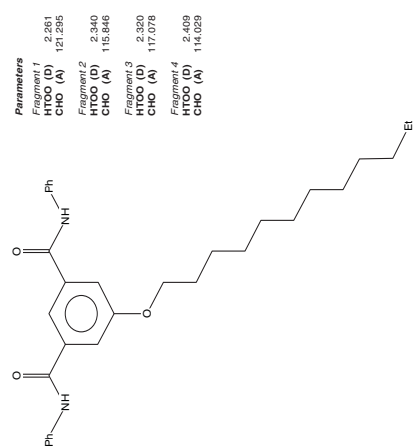 Parameters
Fragment 1
HTOO (D) 2.261
CHO (A) 121.295
Fragment 2
HTOO (D) 2.340
CHO (A) 115.846
Fragment 3
HTOO (D) 2.320
CHO (A) 117.078
Fragment 4
HTOO (D) 2.409
CHO (A) 114.029
Ph
NH
O
O
NH
Ph
O
Et